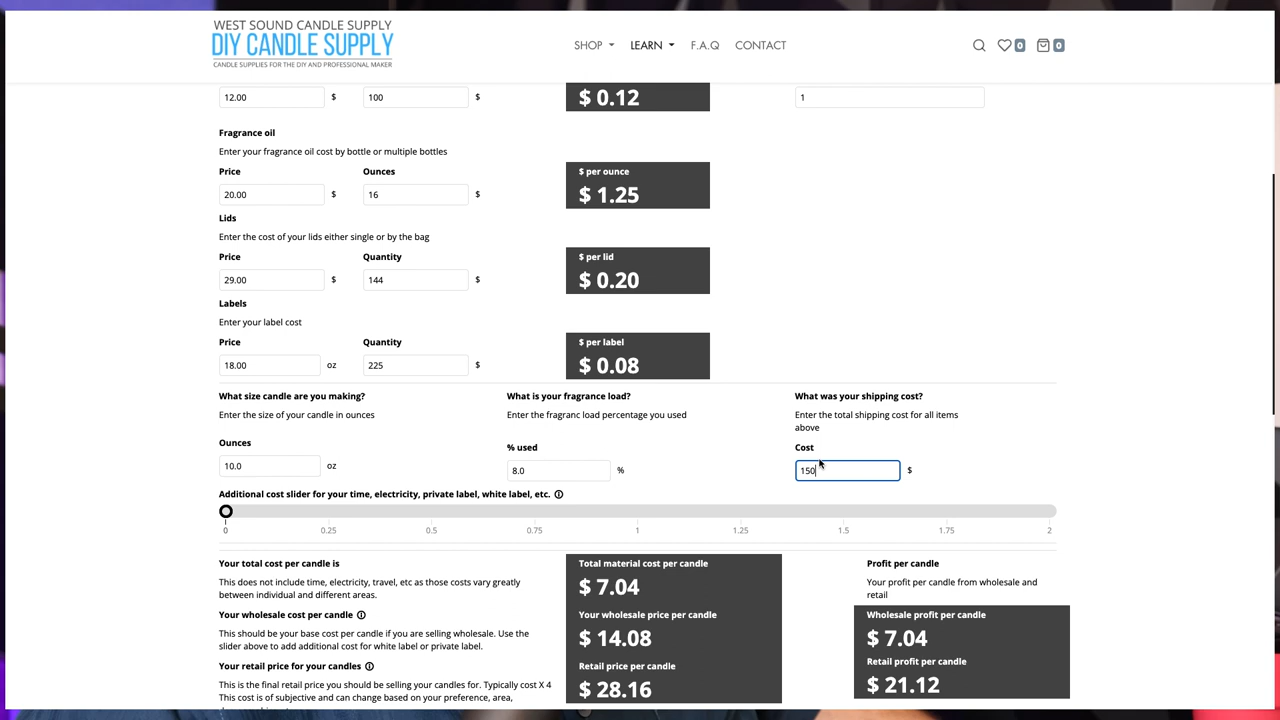 WEST SOUND CANDLE SUPPLY
DIY CANDLE SUPPLY
CANDLE SUPPLIES FOR THE DIY AND PROFESSIONAL MAKER
SHOP LEARN F.A.Q CONTACT
0 0
12.00 $ 100 $ $ 0.12 1
Fragrance oil
Enter your fragrance oil cost by bottle or multiple bottles
Price Ounces $ per ounce
20.00 $ 16 $ $ 1.25
Lids
Enter the cost of your lids either single or by the bag
Price Quantity $ per lid
29.00 $ 144 $ $ 0.20
Labels
Enter your label cost
Price Quantity $ per label
18.00 oz 225 $ $ 0.08
What size candle are you making?
Enter the size of your candle in ounces
Ounces
10.0 oz
What is your fragrance load?
Enter the fragranc load percentage you used
% used
8.0 %
What was your shipping cost?
Enter the total shipping cost for all items
above
Cost
150 $
Additional cost slider for your time, electricity, private label, white label, etc.
0 0.25 0.5 0.75 1 1.25 1.5 1.75 2
Your total cost per candle is
This does not include time, electricity, travel, etc as those costs vary greatly
between individual and different areas.
Your wholesale cost per candle
This should be your base cost per candle if you are selling wholesale. Use the
slider above to add additional cost for white label or private label.
Your retail price for your candles
This is the final retail price you should be selling your candles for. Typically cost X 4
This cost is of subjective and can change based on your preference, area,
Total material cost per candle
$ 7.04
Your wholesale price per candle
$ 14.08
Retail price per candle
$ 28.16
Profit per candle
Your profit per candle from wholesale and
retail
Wholesale profit per candle
$ 7.04
Retail profit per candle
$ 21.12